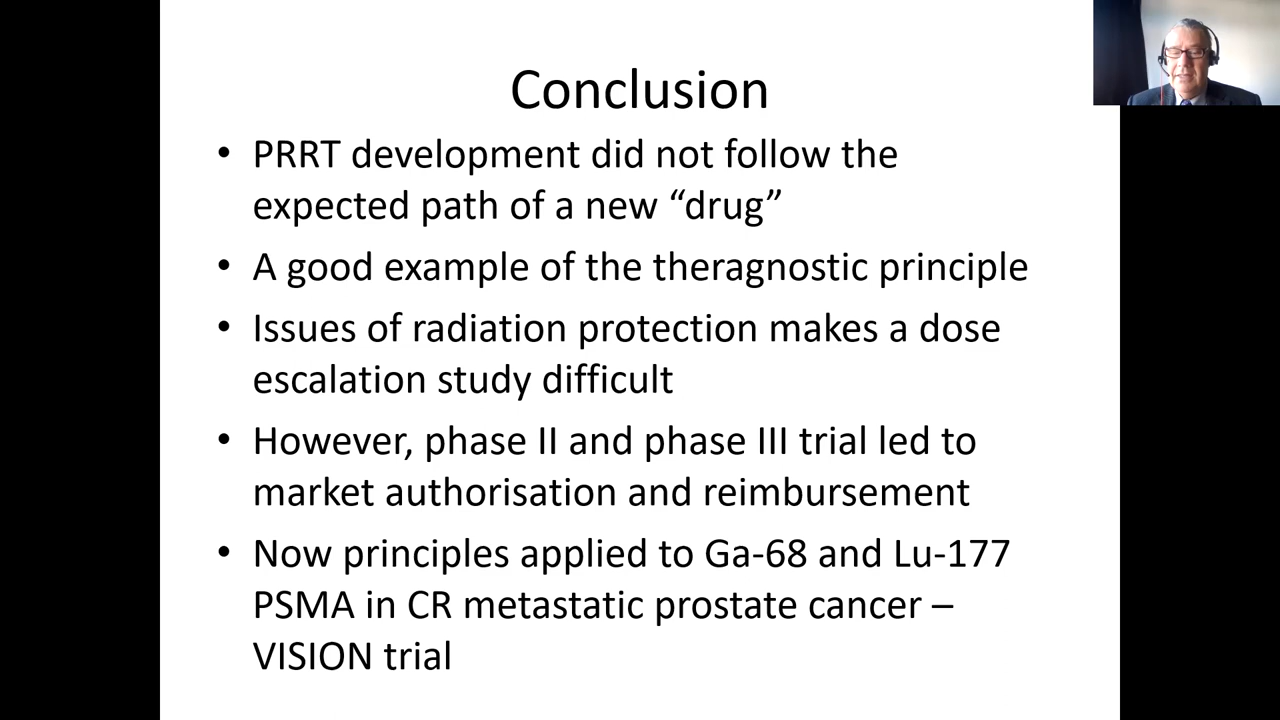 Conclusion
• PRRT development did not follow the
expected path of a new “drug”
• A good example of the theragnostic principle
• Issues of radiation protection makes a dose
escalation study difficult
• However, phase II and phase III trial led to
market authorisation and reimbursement
• Now principles applied to Ga-68 and Lu-177
PSMA in CR metastatic prostate cancer –
VISION trial